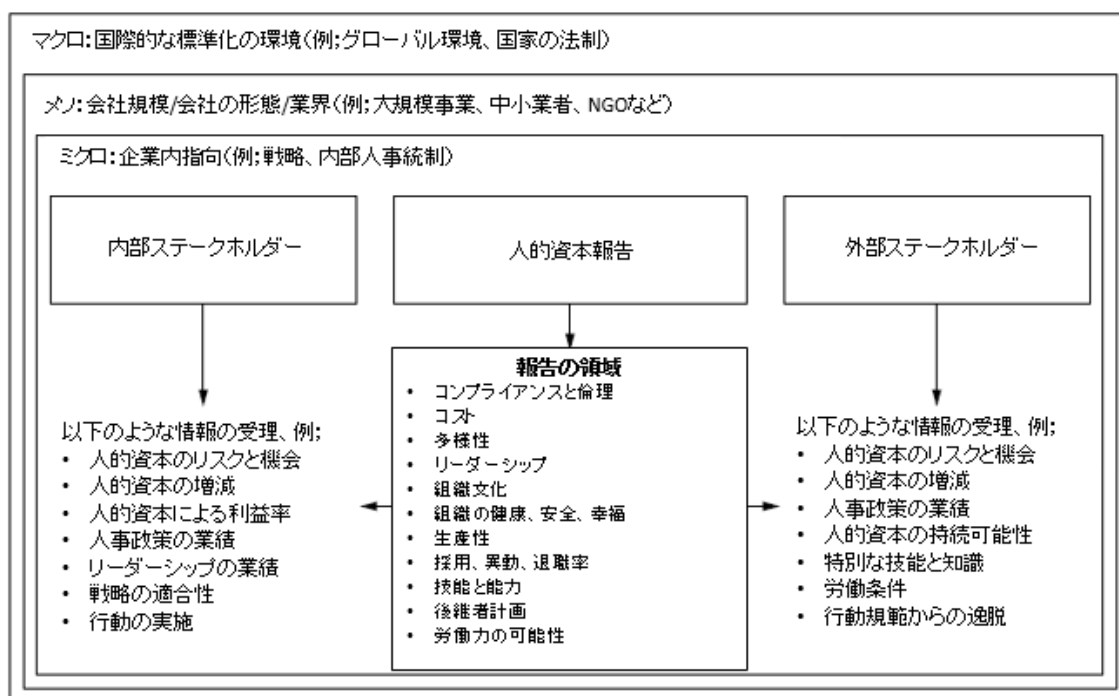 マクロ:国際的な標準化の環境(例;グローバル環境、国家の法制)
メソ:会社規模/会社の形態/業界(例;大規模事業、中小業者、NGOなど)
ミクロ:企業内指向(例;戦略、内部人事統制)
内部ステークホルダー
人的資本報告
外部ステークホルダー
以下のような情報の受理、例;
• 人的資本のリスクと機会
• 人的資本の増減
• 人的資本による利益率
• 人事政策の業績
• リーダーシップの業績
• 戦略の適合性
• 行動の実施
報告の領域
• コンプライアンスと倫理
• コスト
• 多様性
• リーダーシップ
• 組織文化
• 組織の健康、安全、幸福
• 生産性
• 採用、異動、退職率
• 技能と能力
• 後継者計画
• 労働力の可能性
以下のような情報の受理、例;
• 人的資本のリスクと機会
• 人的資本の増減
• 人事政策の業績
• 人的資本の持続可能性
• 特別な技能と知識
• 労働条件
• 行動規範からの逸脱